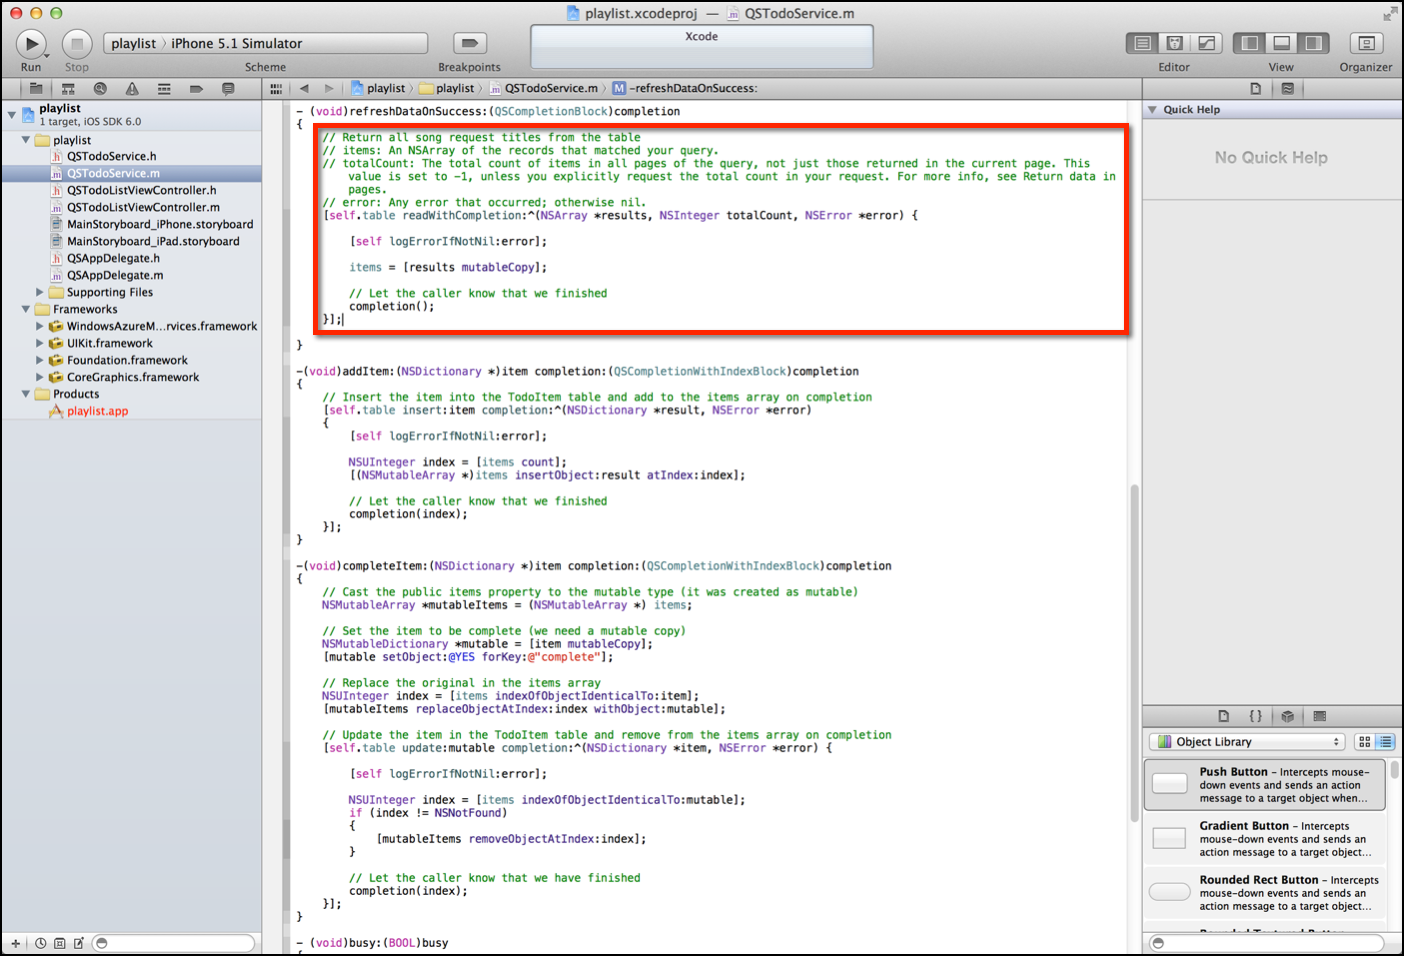 playlist.xcodeproj — QSTodoService.m
Run
Stop
playlist 〉 iPhone 5.1 Simulator
Scheme
Breakpoints
Xcode
Editor
View
Organizer
playlist 〉 playlist 〉 QSTodoService.m 〉 M -refreshDataOnSuccess:
playlist
1 target, iOS SDK 6.0
playlist
QSTodoService.h
QSTodoService.m
QSTodoListViewController.h
QSTodoListViewController.m
MainStoryboard_iPhone.storyboard
MainStoryboard_iPad.storyboard
QSAppDelegate.h
QSAppDelegate.m
Supporting Files
Frameworks
WindowsAzureM...rvices.framework
UIKit.framework
Foundation.framework
CoreGraphics.framework
Products
playlist.app
- (void)refreshDataOnSuccess:(QSCompletionBlock)completion
{
// Return all song request titles from the table
// items: An NSArray of the records that matched your query.
// totalCount: The total count of items in all pages of the query, not just those returned in the current page. This
value is set to -1, unless you explicitly request the total count in your request. For more info, see Return data in
pages.
// error: Any error that occurred; otherwise nil.
[self.table readWithCompletion:^(NSArray *results, NSInteger totalCount, NSError *error) {
[self logErrorIfNotNil:error];
items = [results mutableCopy];
// Let the caller know that we finished
completion();
}];
}
-(void)addItem:(NSDictionary *)item completion:(QSCompletionWithIndexBlock)completion
{
// Insert the item into the TodoItem table and add to the items array on completion
[self.table insert:item completion:^(NSDictionary *result, NSError *error)
{
[self logErrorIfNotNil:error];
NSUInteger index = [items count];
[(NSMutableArray *)items insertObject:result atIndex:index];
// Let the caller know that we finished
completion(index);
}];
}
-(void)completeItem:(NSDictionary *)item completion:(QSCompletionWithIndexBlock)completion
{
// Cast the public items property to the mutable type (it was created as mutable)
NSMutableArray *mutableItems = (NSMutableArray *) items;
// Set the item to be complete (we need a mutable copy)
NSMutableDictionary *mutable = [item mutableCopy];
[mutable setObject:@YES forKey:@"complete"];
// Replace the original in the items array
NSUInteger index = [items indexOfObjectIdenticalTo:item];
[mutableItems replaceObjectAtIndex:index withObject:mutable];
// Update the item in the TodoItem table and remove from the items array on completion
[self.table update:mutable completion:^(NSDictionary *item, NSError *error) {
[self logErrorIfNotNil:error];
NSUInteger index = [items indexOfObjectIdenticalTo:mutable];
if (index != NSNotFound)
{
[mutableItems removeObjectAtIndex:index];
}
// Let the caller know that we have finished
completion(index);
}];
}
- (void)busy:(BOOL)busy
Quick Help
No Quick Help
Object Library
Push Button - Intercepts mouse-
down events and sends an action
message to a target object when...
Gradient Button - Intercepts
mouse-down events and sends an
action message to a target object...
Rounded Rect Button - Intercepts
mouse-down events and sends an
action message to a target object...